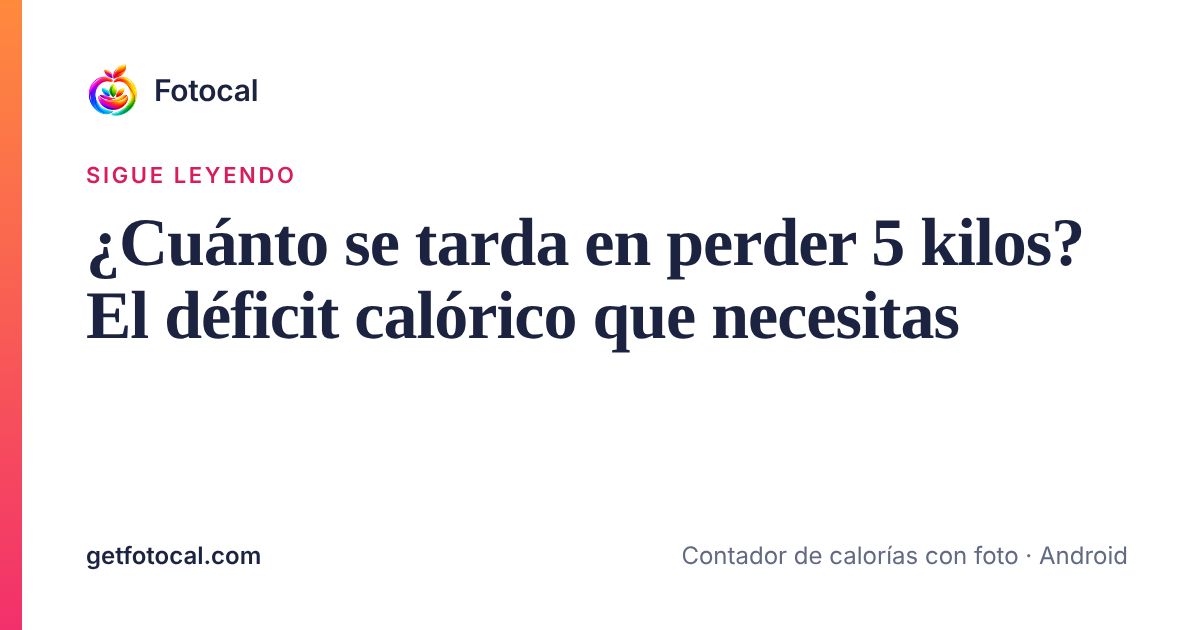 Fotocal
SIGUE LEYENDO
¿Cuánto se tarda en perder 5 kilos?
El déficit calórico que necesitas
getfotocal.com
Contador de calorías con foto · Android